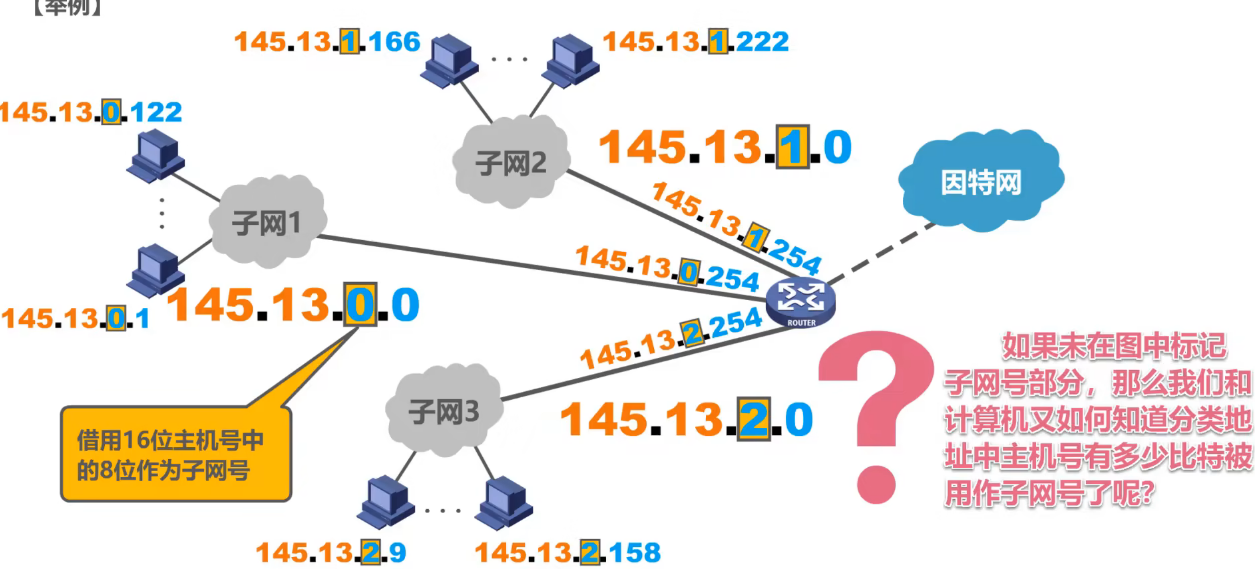 【举例】
145.13.1.166
145.13.1.222
145.13.0.122
子网2
145.13.1.0
因特网
145.13.1.254
子网1
145.13.0.254
145.13.0.1
145.13.0.0
ROUTER
145.13.2.254
如果未在图中标记
子网号部分，那么我们和
计算机又如何知道分类地
址中主机号有多少比特被
用作子网号了呢？
?
子网3
145.13.2.0
借用16位主机号中
的8位作为子网号
145.13.2.9
145.13.2.158